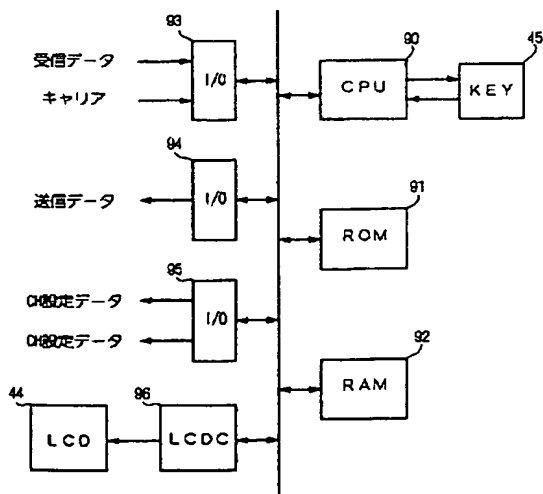 93
受信データ
キャリア
I/O
90
CPU
45
KEY
94
送信データ
I/O
91
ROM
95
CH設定データ
CH設定データ
I/O
92
RAM
44
LCD
96
LCDC